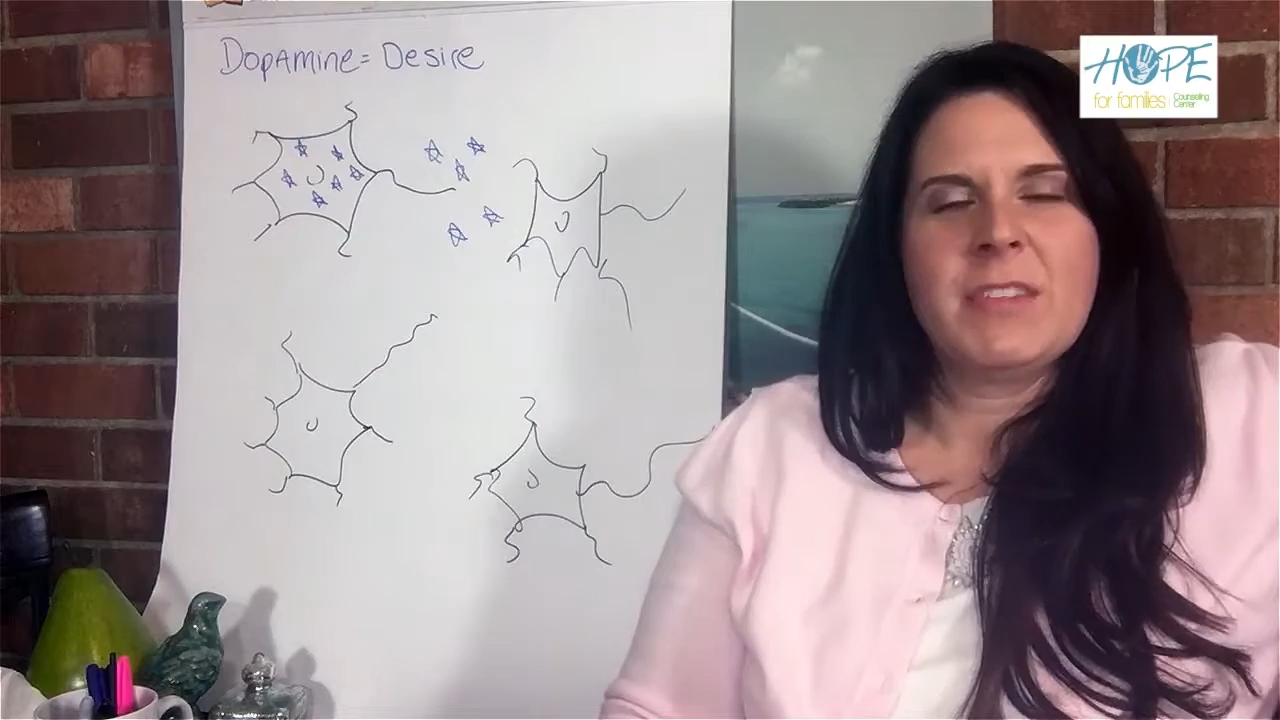 Dopamine = Desire
HOPE
for families
Counseling
Center